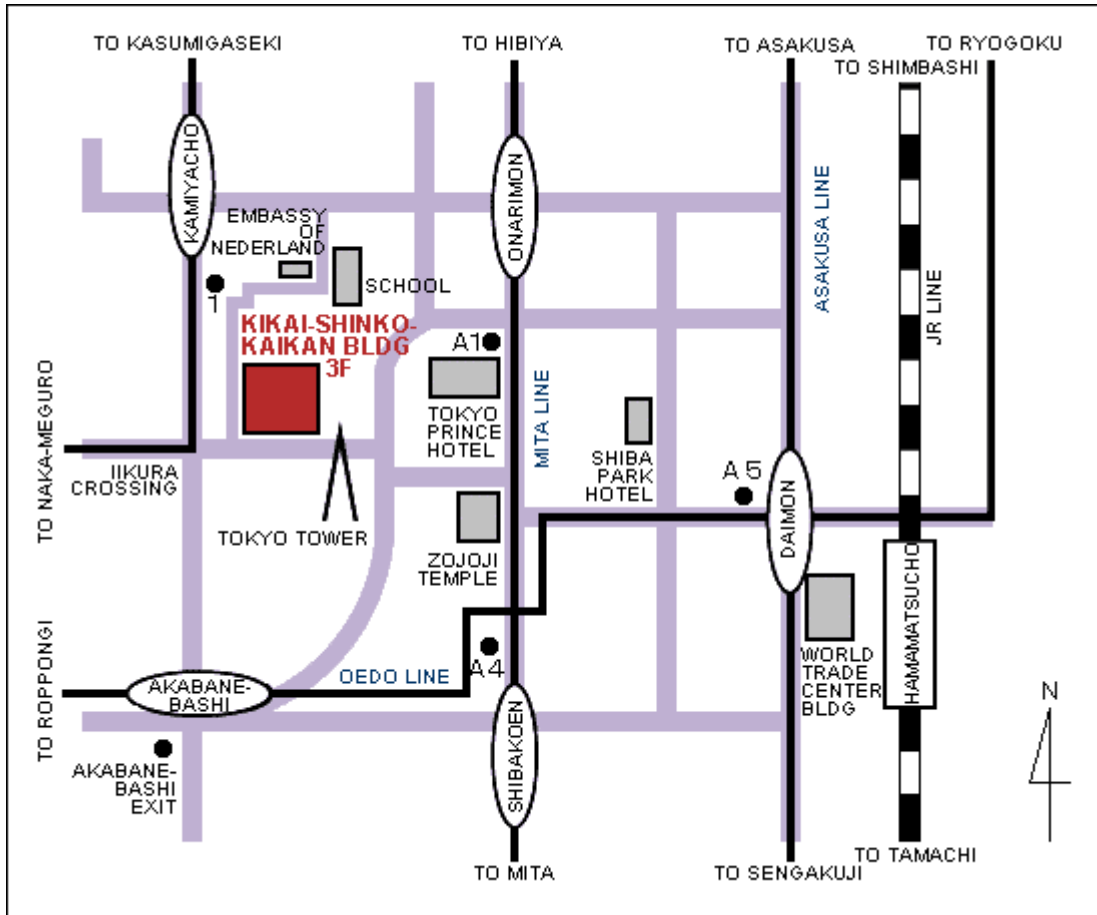 TO KASUMIGASEKI
TO HIBIYA
TO ASAKUSA
TO RYOGOKU
TO SHIMBASHI
KAMIYACHO
ONARIMON
ASAKUSA LINE
JR LINE
EMBASSY
OF
NEDERLAND
SCHOOL
1
KIKAI-SHINKO-
KAIKAN BLDG
3F
A1
TOKYO
PRINCE
HOTEL
MITA LINE
SHIBA
PARK
HOTEL
A5
DAIMON
TO NAKA-MEGURO
IIKURA
CROSSING
TOKYO TOWER
ZOJOJI
TEMPLE
HAMAMATSUCHO
WORLD
TRADE
CENTER
BLDG
A4
OEDO LINE
TO ROPPONGI
AKABANE-
BASHI
SHIBAKOEN
N
AKABANE-
BASHI
EXIT
TO MITA
TO SENGAKUJI
TO TAMACHI